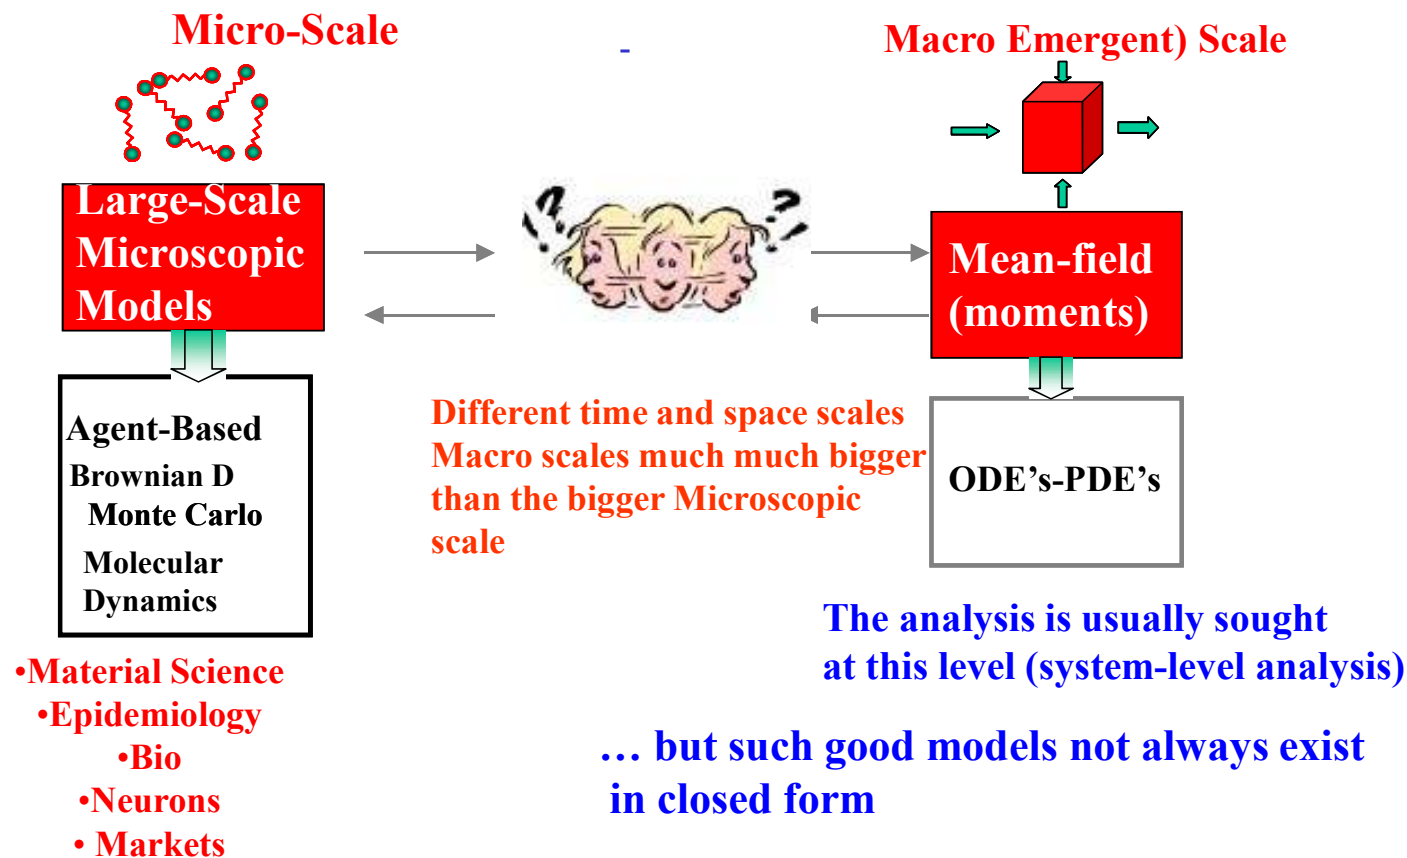 Micro-Scale
-
Macro Emergent) Scale
Large-Scale
Microscopic
Models
Mean-field
(moments)
Agent-Based
Brownian D
Monte Carlo
Molecular
Dynamics
Different time and space scales
Macro scales much much bigger
than the bigger Microscopic
scale
ODE’s-PDE’s
The analysis is usually sought
at this level (system-level analysis)
•Material Science
•Epidemiology
•Bio
•Neurons
• Markets
… but such good models not always exist
in closed form